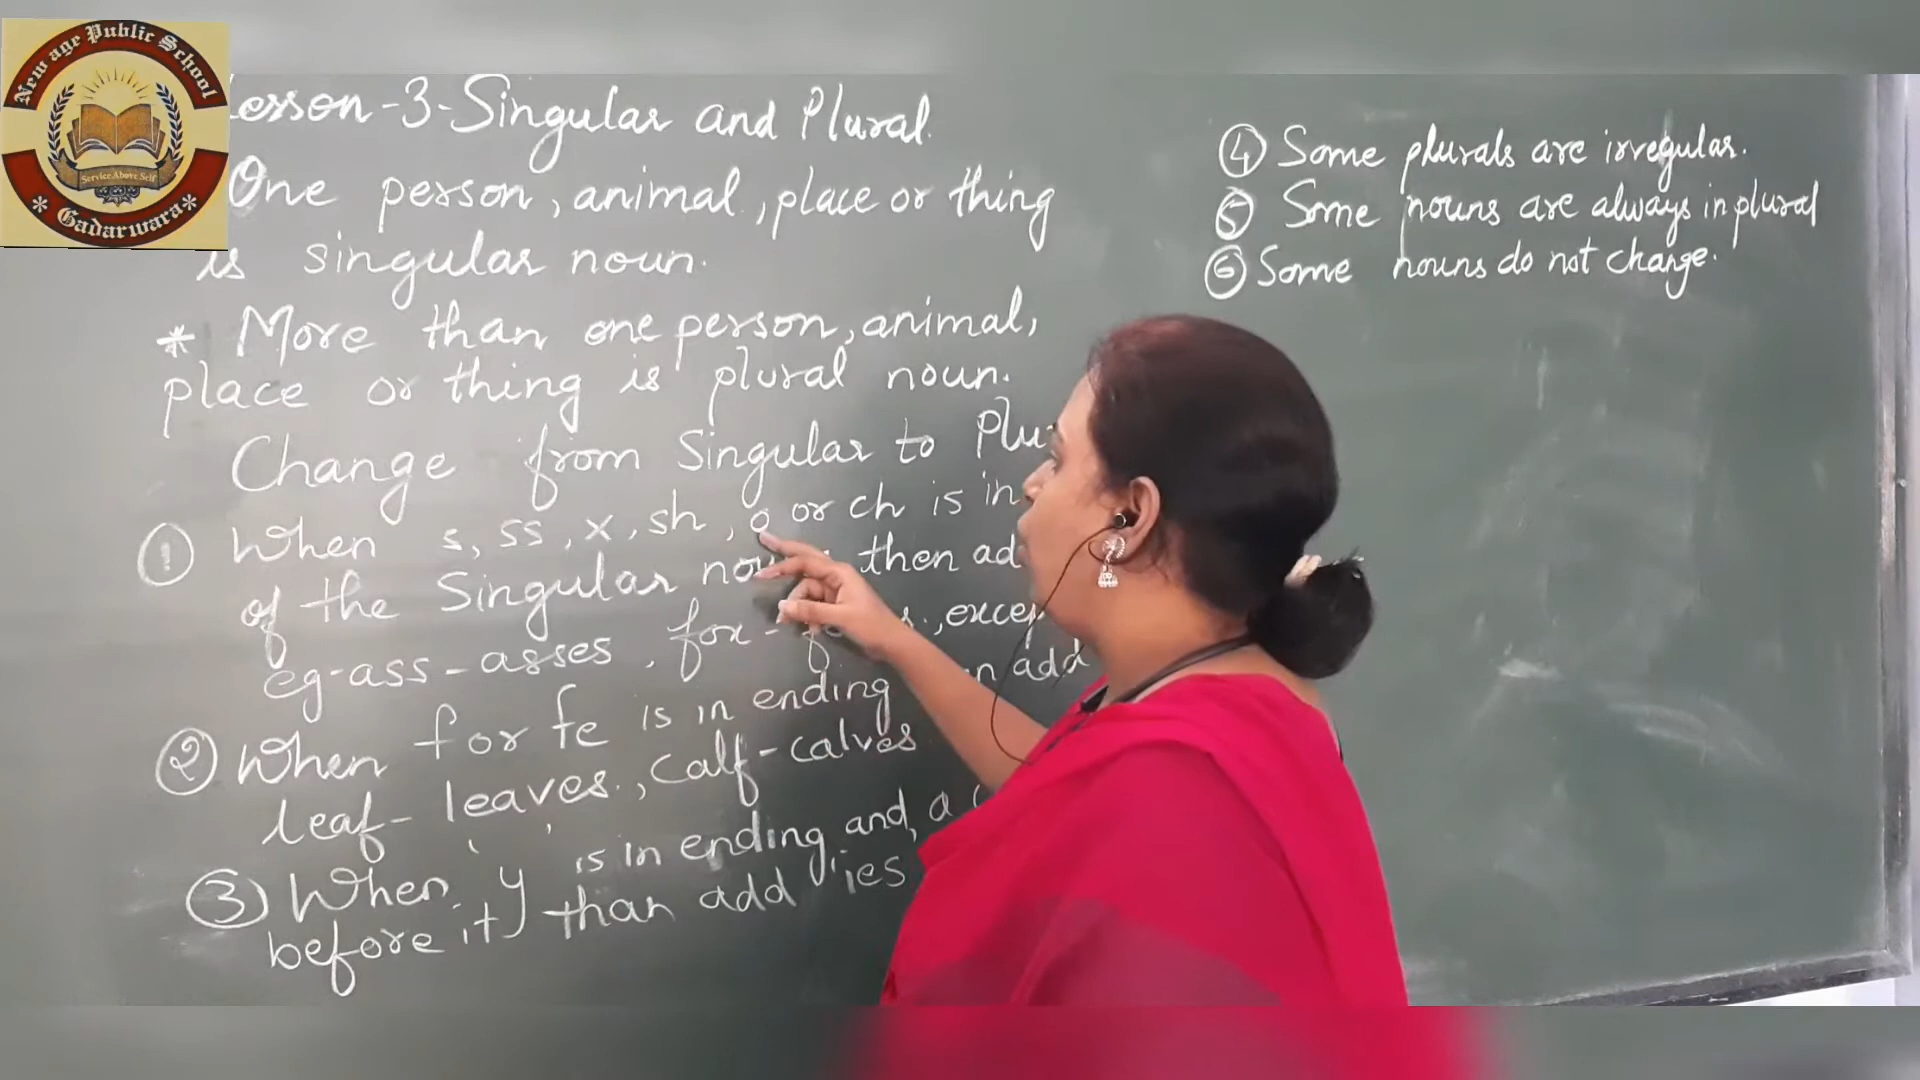 New age Public School
Service Above Self
* Gadarwara *
Lesson-3-Singular and Plural.
One person, animal, place or thing
is singular noun.
* More than one person, animal,
place or thing is plural noun.
Change from Singular to Plu
① When s, ss, x, sh, o or ch is in
of the Singular then ad
eg-ass-asses, fox-
② When f or fe is in ending add
leaf- leaves, calf-calves
③ When 'y' is in ending and a
before it than add 'ies
④ Some plurals are irregular.
⑤ Some nouns are always in plural
⑥ Some nouns do not change.